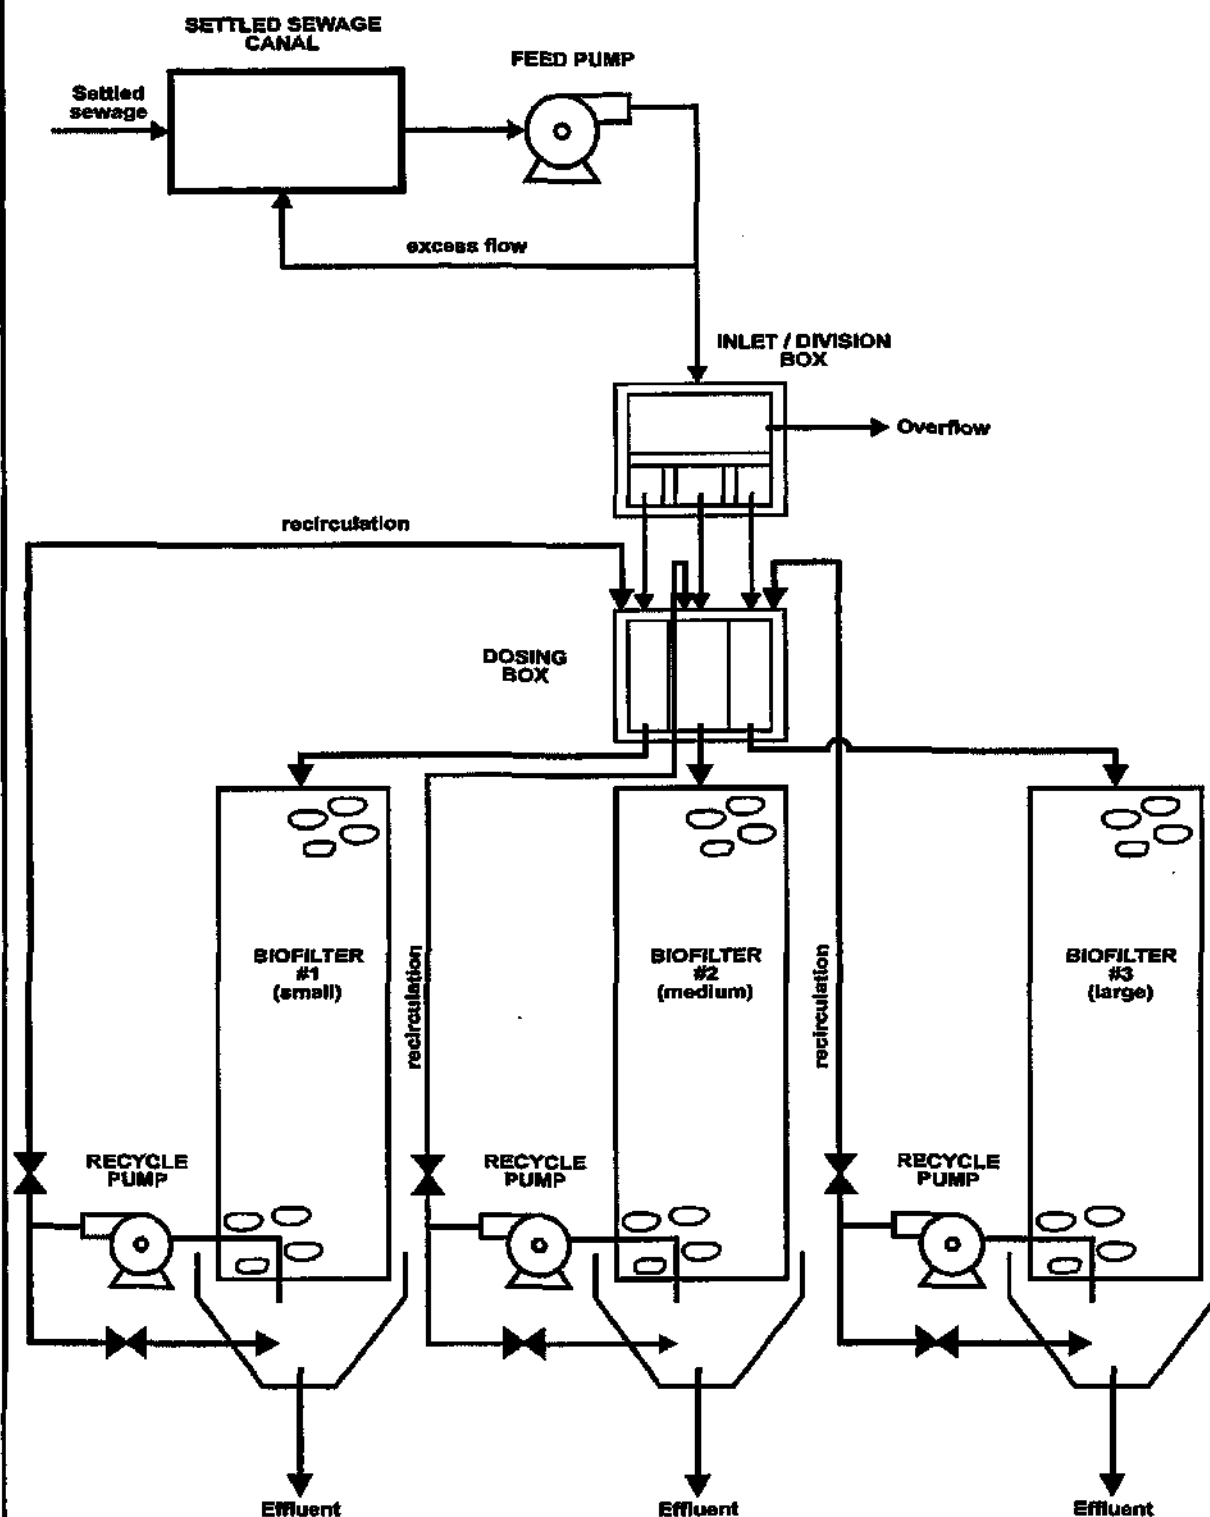 SETTLED SEWAGE
CANAL
FEED PUMP
Settled
sewage
excess flow
INLET / DIVISION
BOX
Overflow
recirculation
DOSING
BOX
BIOFILTER
#1
(small)
recirculation
BIOFILTER
#2
(medium)
recirculation
BIOFILTER
#3
(large)
RECYCLE
PUMP
RECYCLE
PUMP
RECYCLE
PUMP
Effluent
Effluent
Effluent